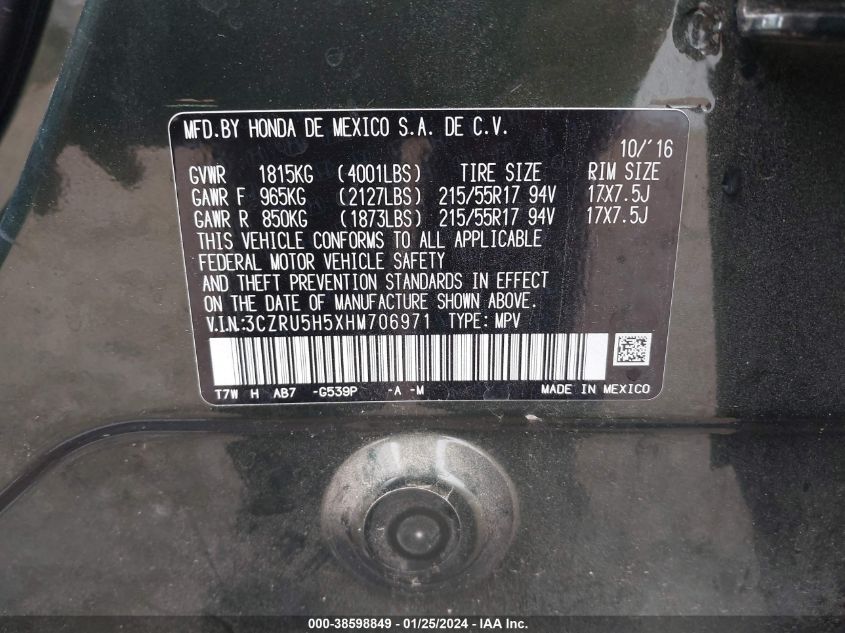 MFD.BY HONDA DE MEXICO S.A. DE C.V.
10/'16
GVWR 1815KG (4001LBS) TIRE SIZE RIM SIZE
GAWR F 965KG (2127LBS) 215/55R17 94V 17X7.5J
GAWR R 850KG (1873LBS) 215/55R17 94V 17X7.5J
THIS VEHICLE CONFORMS TO ALL APPLICABLE
FEDERAL MOTOR VEHICLE SAFETY
AND THEFT PREVENTION STANDARDS IN EFFECT
ON THE DATE OF MANUFACTURE SHOWN ABOVE.
V.I.N.:3CZRU5H5XHM706971 TYPE: MPV
T7W H AB7 -G539P -A -M MADE IN MEXICO
000-38598849 - 01/25/2024 - IAA Inc.